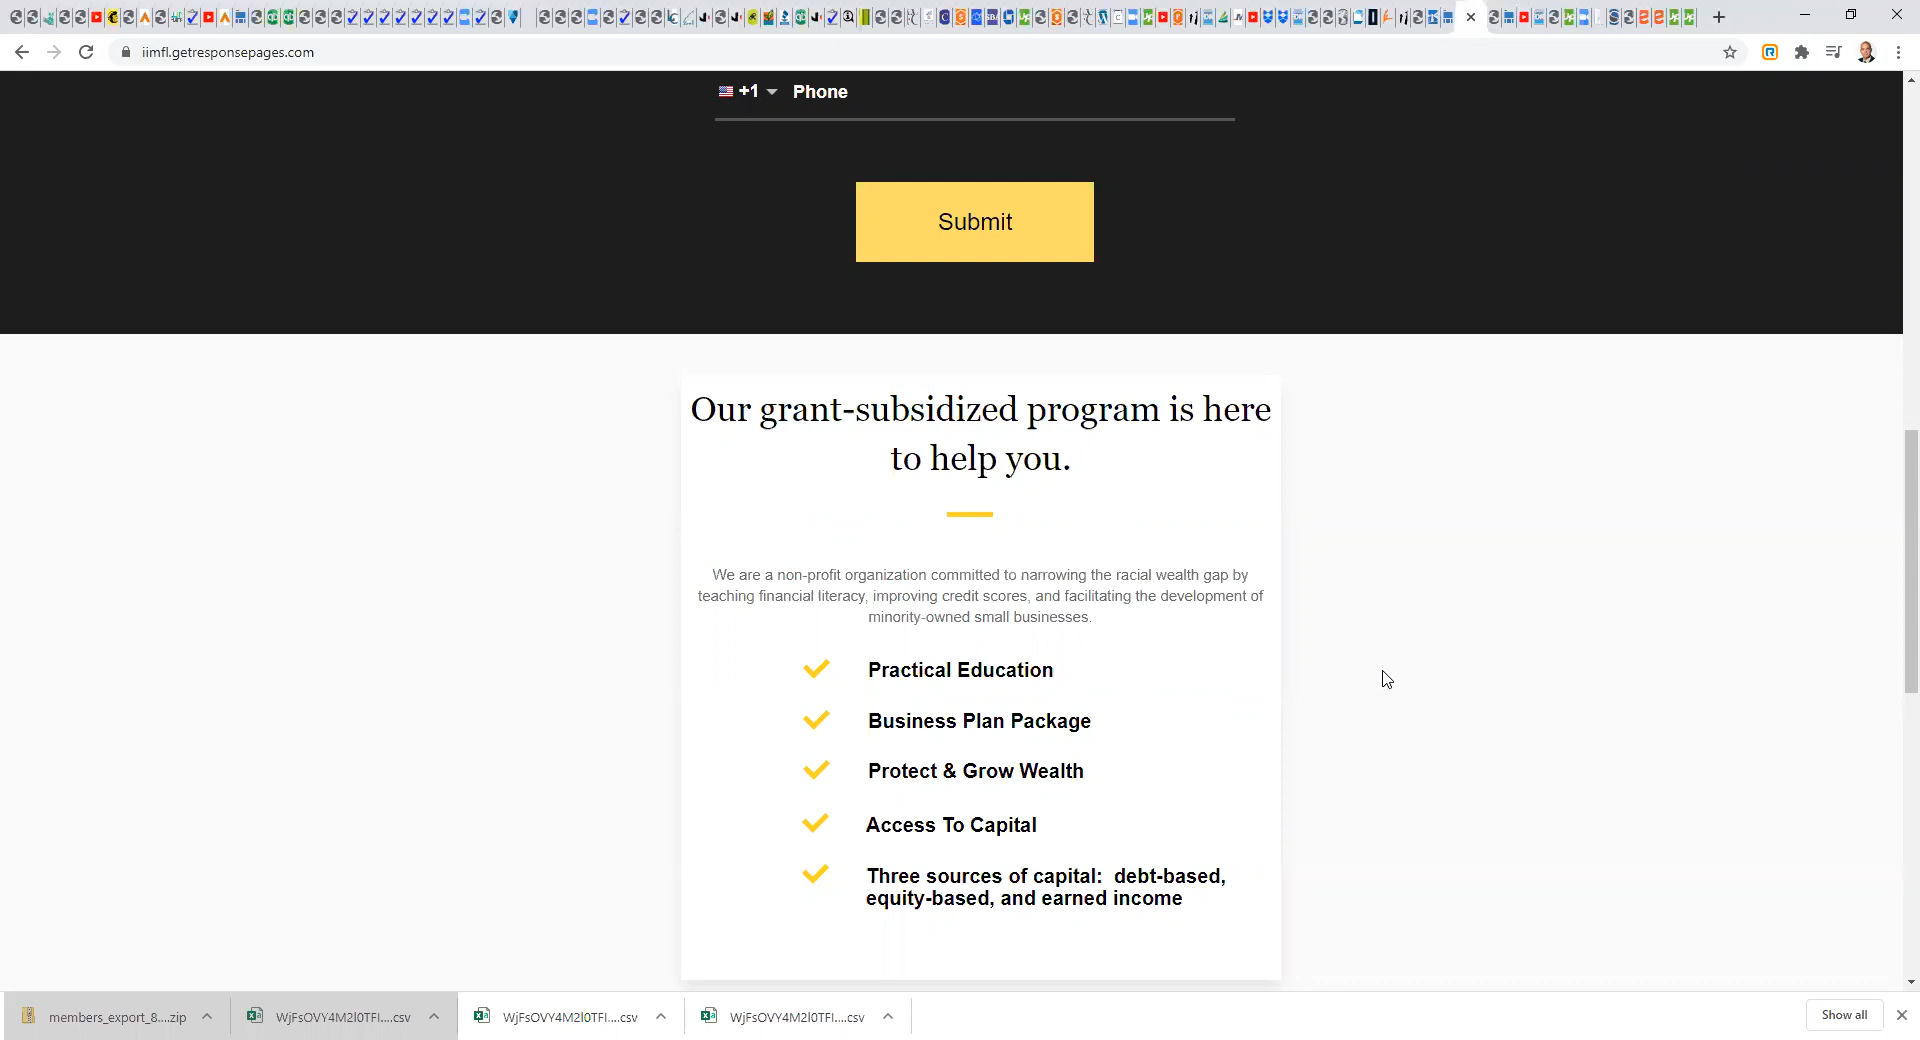 iimfl.getresponsepages.com
+1 Phone
Submit
Our grant-subsidized program is here
to help you.
We are a non-profit organization committed to narrowing the racial wealth gap by
teaching financial literacy, improving credit scores, and facilitating the development of
minority-owned small businesses.
Practical Education
Business Plan Package
Protect & Grow Wealth
Access To Capital
Three sources of capital:  debt-based,
equity-based, and earned income
members_export_8....zip
WjFsOVY4M2l0TFl....csv
WjFsOVY4M2l0TFl....csv
WjFsOVY4M2l0TFl....csv
Show all